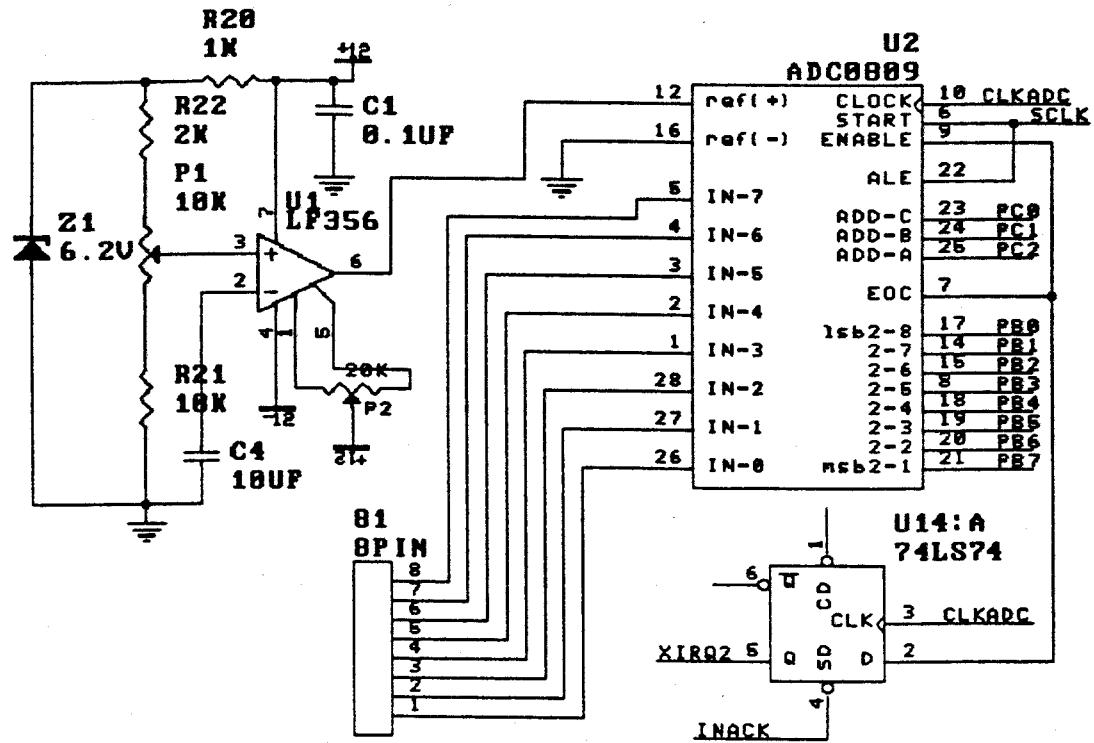 R20
1K
+12
R22
2K
C1
0.1UF
P1
10K
U1
LF356
7
Z1
6.2V
3
+
6
2
-
4
1
5
20K
P2
-12
+12
R21
10K
C4
10UF
U2
ADC0809
12 ref(+)
16 ref(-)
5 IN-7
4 IN-6
3 IN-5
2 IN-4
1 IN-3
28 IN-2
27 IN-1
26 IN-0
CLOCK 10 CLKADC
START 6 SCLK
ENABLE 9
ALE 22
ADD-C 23 PC0
ADD-B 24 PC1
ADD-A 25 PC2
EOC 7
lsb2-8 17 PB0
2-7 14 PB1
2-6 15 PB2
2-5 8 PB3
2-4 18 PB4
2-3 19 PB5
2-2 20 PB6
msb2-1 21 PB7
8PIN
8
7
6
5
4
3
2
1
U14:A
74LS74
1
6 Q
CD
CLK 3 CLKADC
XIRQ2 5 Q
SD
D 2
4
INACK